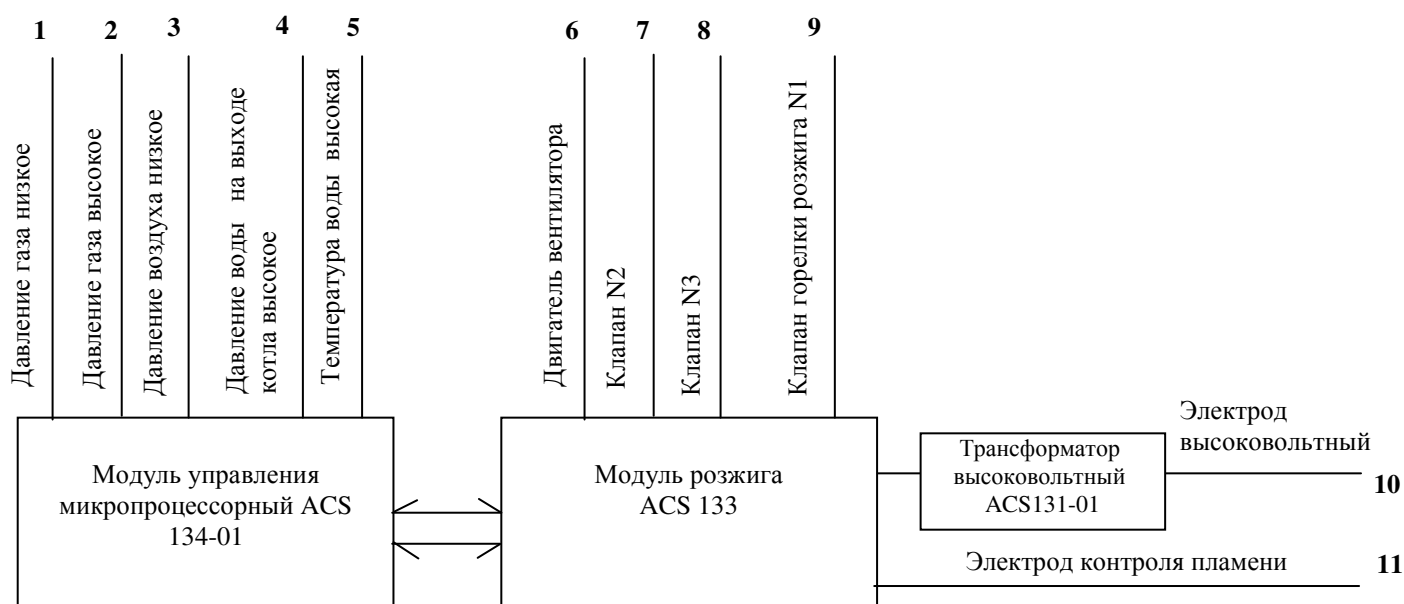 1
2
3
4
5
6
7
8
9
Давление газа низкое
Давление газа высокое
Давление воздуха низкое
Давление воды на выходе
котла высокое
Температура воды высокая
Двигатель вентилятора
Клапан N2
Клапан N3
Клапан горелки розжига N1
Модуль управления
микропроцессорный ACS
134-01
Модуль розжига
ACS 133
Трансформатор
высоковольтный
ACS131-01
Электрод
высоковольтный
10
Электрод контроля пламени
11